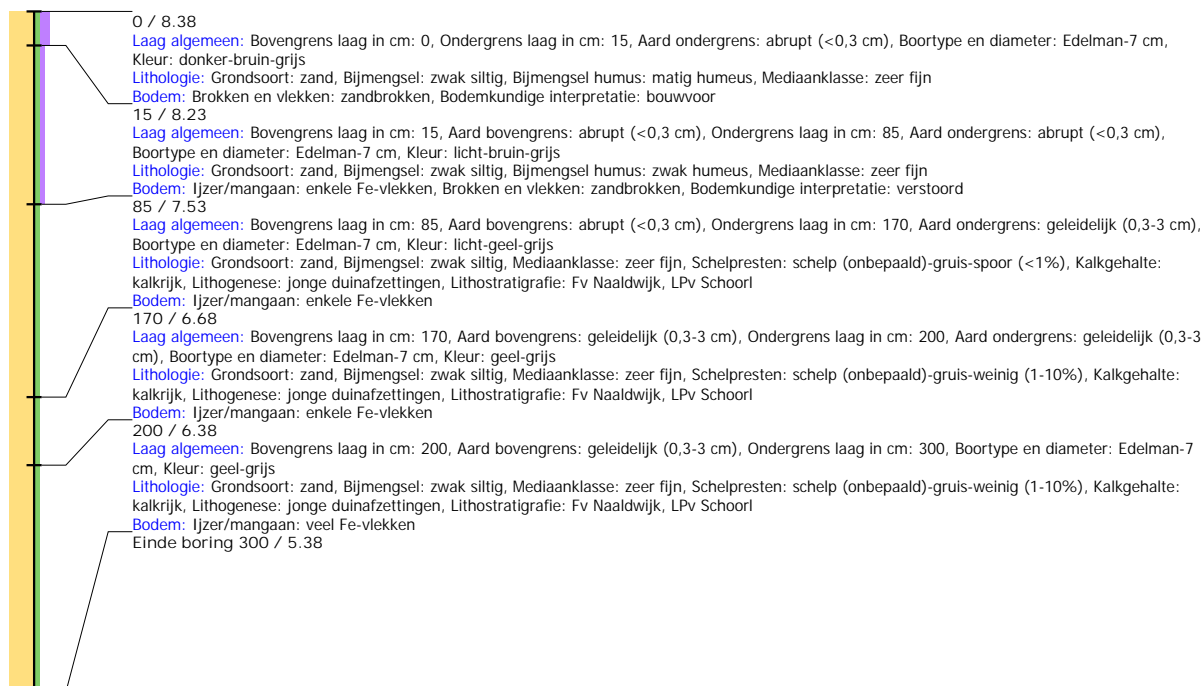 0 / 8.38
Laag algemeen: Bovengrens laag in cm: 0, Ondergrens laag in cm: 15, Aard ondergrens: abrupt (<0,3 cm), Boortype en diameter: Edelman-7 cm,
Kleur: donker-bruin-grijs
Lithologie: Grondsoort: zand, Bijmengsel: zwak siltig, Bijmengsel humus: matig humeus, Mediaanklasse: zeer fijn
Bodem: Brokken en vlekken: zandbrokken, Bodemkundige interpretatie: bouwvoor
15 / 8.23
Laag algemeen: Bovengrens laag in cm: 15, Aard bovengrens: abrupt (<0,3 cm), Ondergrens laag in cm: 85, Aard ondergrens: abrupt (<0,3 cm),
Boortype en diameter: Edelman-7 cm, Kleur: licht-bruin-grijs
Lithologie: Grondsoort: zand, Bijmengsel: zwak siltig, Bijmengsel humus: zwak humeus, Mediaanklasse: zeer fijn
Bodem: Ijzer/mangaan: enkele Fe-vlekken, Brokken en vlekken: zandbrokken, Bodemkundige interpretatie: verstoord
85 / 7.53
Laag algemeen: Bovengrens laag in cm: 85, Aard bovengrens: abrupt (<0,3 cm), Ondergrens laag in cm: 170, Aard ondergrens: geleidelijk (0,3-3 cm),
Boortype en diameter: Edelman-7 cm, Kleur: licht-geel-grijs
Lithologie: Grondsoort: zand, Bijmengsel: zwak siltig, Mediaanklasse: zeer fijn, Schelpresten: schelp (onbepaald)-gruis-spoor (<1%), Kalkgehalte:
kalkrijk, Lithogenese: jonge duinafzettingen, Lithostratigrafie: Fv Naaldwijk, LPv Schoorl
Bodem: Ijzer/mangaan: enkele Fe-vlekken
170 / 6.68
Laag algemeen: Bovengrens laag in cm: 170, Aard bovengrens: geleidelijk (0,3-3 cm), Ondergrens laag in cm: 200, Aard ondergrens: geleidelijk (0,3-3
cm), Boortype en diameter: Edelman-7 cm, Kleur: geel-grijs
Lithologie: Grondsoort: zand, Bijmengsel: zwak siltig, Mediaanklasse: zeer fijn, Schelpresten: schelp (onbepaald)-gruis-weinig (1-10%), Kalkgehalte:
kalkrijk, Lithogenese: jonge duinafzettingen, Lithostratigrafie: Fv Naaldwijk, LPv Schoorl
Bodem: Ijzer/mangaan: enkele Fe-vlekken
200 / 6.38
Laag algemeen: Bovengrens laag in cm: 200, Aard bovengrens: geleidelijk (0,3-3 cm), Ondergrens laag in cm: 300, Boortype en diameter: Edelman-7
cm, Kleur: geel-grijs
Lithologie: Grondsoort: zand, Bijmengsel: zwak siltig, Mediaanklasse: zeer fijn, Schelpresten: schelp (onbepaald)-gruis-weinig (1-10%), Kalkgehalte:
kalkrijk, Lithogenese: jonge duinafzettingen, Lithostratigrafie: Fv Naaldwijk, LPv Schoorl
Bodem: Ijzer/mangaan: veel Fe-vlekken
Einde boring 300 / 5.38